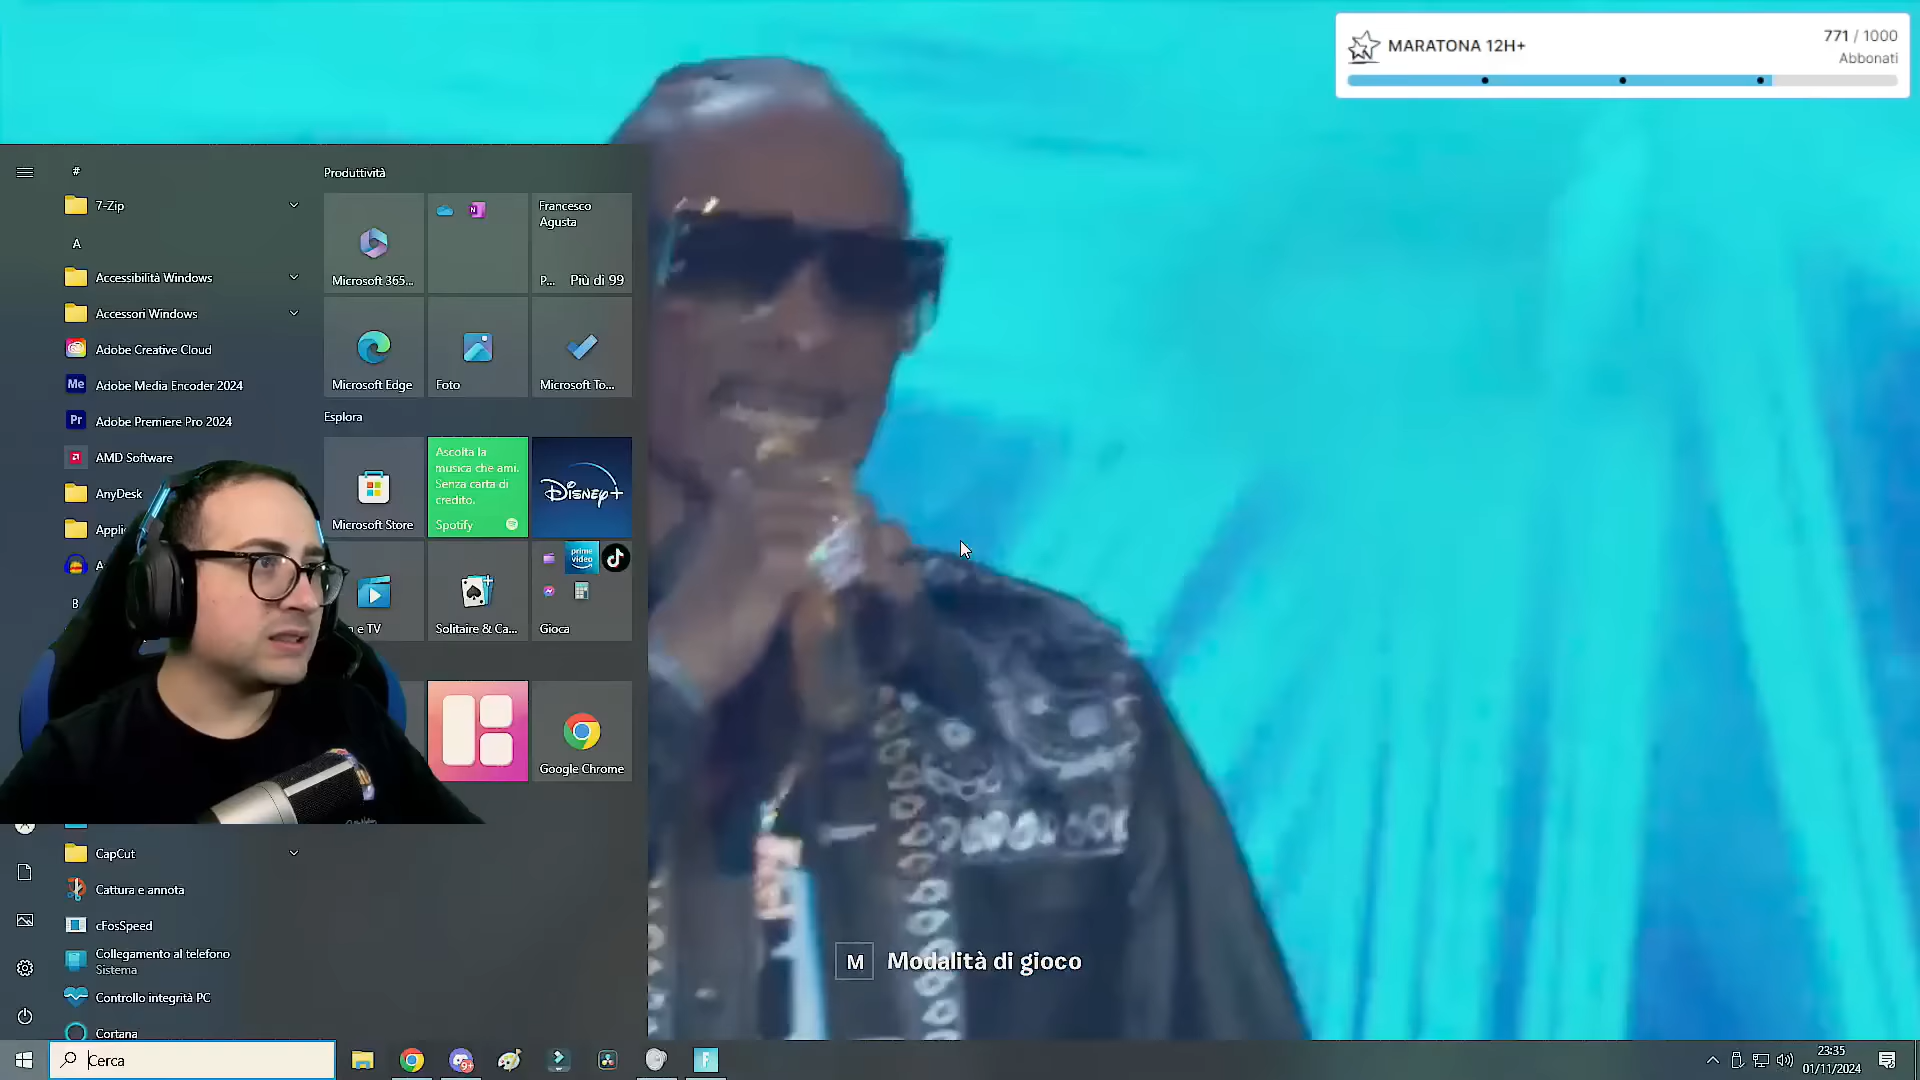 MARATONA 12H+
771 / 1000
Abbonati
#
7-Zip
A
Accessibilità Windows
Accessori Windows
Adobe Creative Cloud
Me
Adobe Media Encoder 2024
Pr
Adobe Premiere Pro 2024
AMD Software
AnyDesk
B
CapCut
Cattura e annota
cFosSpeed
Collegamento al telefono
Sistema
Controllo integrità PC
Cortana
Produttività
Microsoft 365...
Francesco
Agusta
P... Più di 99
Microsoft Edge
Foto
Microsoft To...
Esplora
Microsoft Store
Ascolta la
musica che ami.
Senza carta di
credito.
Spotify
Disney+
e TV
Solitaire & Ca...
prime video
Gioca
Google Chrome
M Modalità di gioco
Cerca
9+
F
23:35
01/11/2024